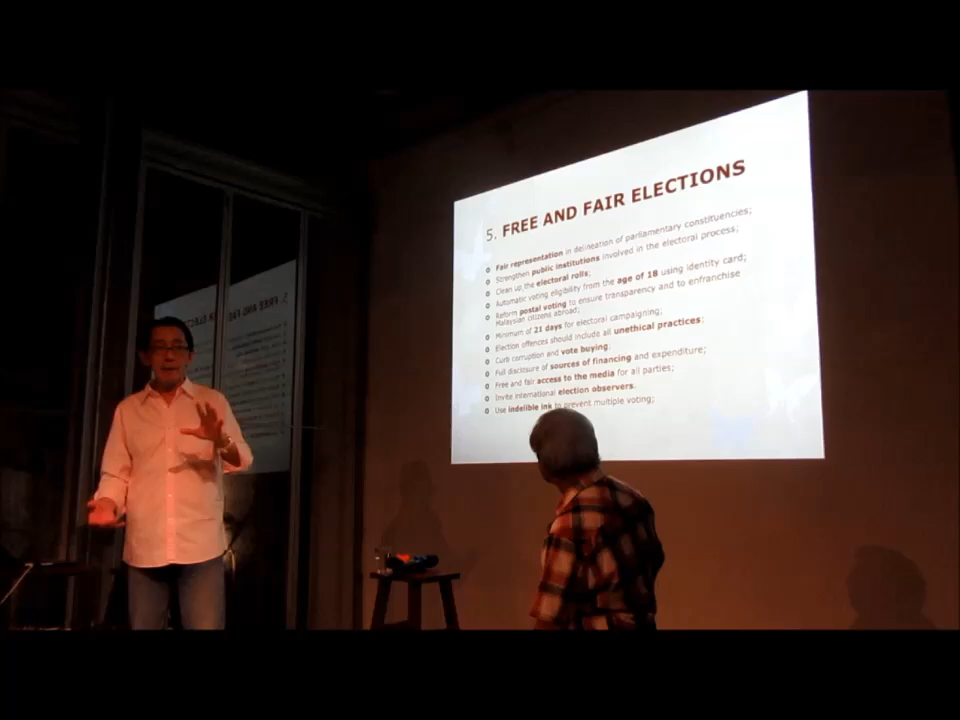 5. FREE AND FAIR ELECTIONS
Fair representation in delineation of parliamentary constituencies;
Strengthen public institutions involved in the electoral process;
Clean up the electoral rolls;
Automatic voting eligibility from the age of 18 using identity card;
Reform postal voting to ensure transparency and to enfranchise
Malaysian citizens abroad;
Minimum of 21 days for electoral campaigning;
Election offences should include all unethical practices;
Curb corruption and vote buying;
Full disclosure of sources of financing and expenditure;
Free and fair access to the media for all parties;
Invite international election observers.
Use indelible ink to prevent multiple voting;
5. FREE AND FA